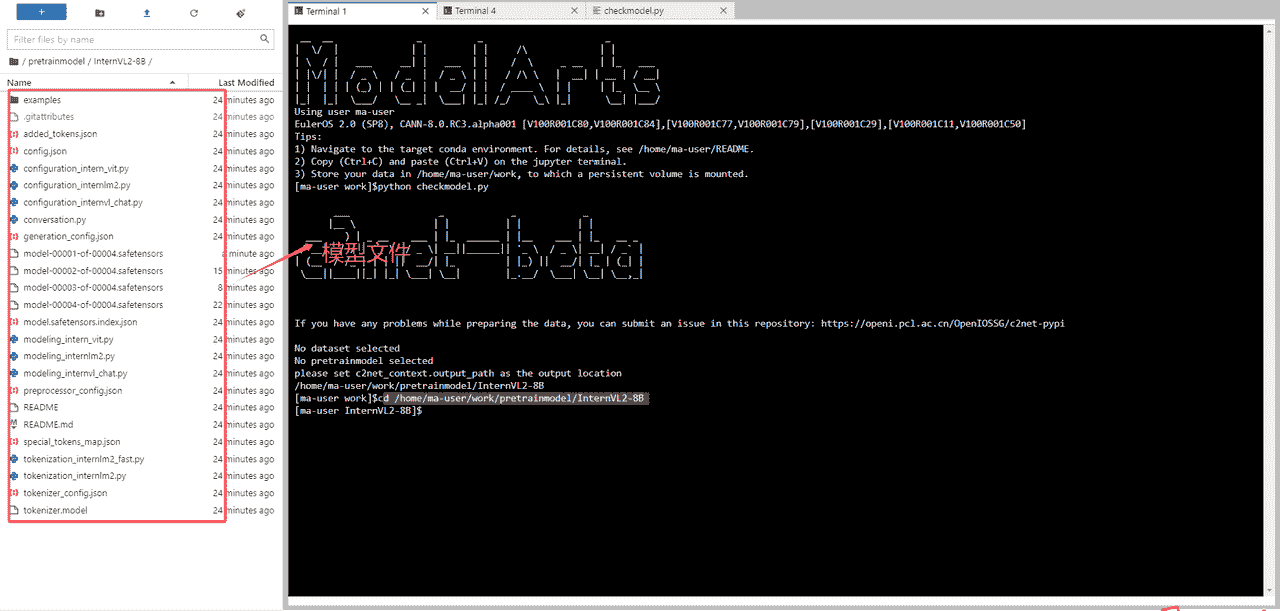 Terminal 1
Terminal 4
checkmodel.py
Filter files by name
/ pretrainmodel / InternVL2-8B /
Name
Last Modified
examples 24 minutes ago
.gitattributes 24 minutes ago
added_tokens.json 24 minutes ago
config.json 24 minutes ago
configuration_intern_vit.py 24 minutes ago
configuration_internlm2.py 24 minutes ago
configuration_internvl_chat.py 24 minutes ago
conversation.py 24 minutes ago
generation_config.json 24 minutes ago
model-00001-of-00004.safetensors a minute ago
model-00002-of-00004.safetensors 15 minutes ago
model-00003-of-00004.safetensors 8 minutes ago
model-00004-of-00004.safetensors 22 minutes ago
model.safetensors.index.json 24 minutes ago
modeling_intern_vit.py 24 minutes ago
modeling_internlm2.py 24 minutes ago
modeling_internvl_chat.py 24 minutes ago
preprocessor_config.json 24 minutes ago
README 24 minutes ago
README.md 24 minutes ago
special_tokens_map.json 24 minutes ago
tokenization_internlm2_fast.py 24 minutes ago
tokenization_internlm2.py 24 minutes ago
tokenizer_config.json 24 minutes ago
tokenizer.model 24 minutes ago
ModelArts
Using user ma-user
EulerOS 2.0 (SP8), CANN-8.0.RC3.alpha001 [V100R001C80,V100R001C84],[V100R001C77,V100R001C79],[V100R001C29],[V100R001C11,V100R001C50]
Tips:
1) Navigate to the target conda environment. For details, see /home/ma-user/README.
2) Copy (Ctrl+C) and paste (Ctrl+V) on the jupyter terminal.
3) Store your data in /home/ma-user/work, to which a persistent volume is mounted.
[ma-user work]$python checkmodel.py
c2net-beta
模型文件
If you have any problems while preparing the data, you can submit an issue in this repository: https://openi.pcl.ac.cn/OpenIOSSG/c2net-pypi
No dataset selected
No pretrainmodel selected
please set c2net_context.output_path as the output location
/home/ma-user/work/pretrainmodel/InternVL2-8B
[ma-user work]$cd /home/ma-user/work/pretrainmodel/InternVL2-8B
[ma-user InternVL2-8B]$